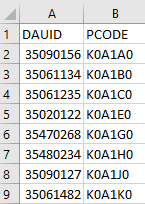 A B
1 DAUID PCODE
2 35090156 K0A1A0
3 35061134 K0A1B0
4 35061235 K0A1C0
5 35020122 K0A1E0
6 35470268 K0A1G0
7 35480234 K0A1H0
8 35090127 K0A1J0
9 35061482 K0A1K0